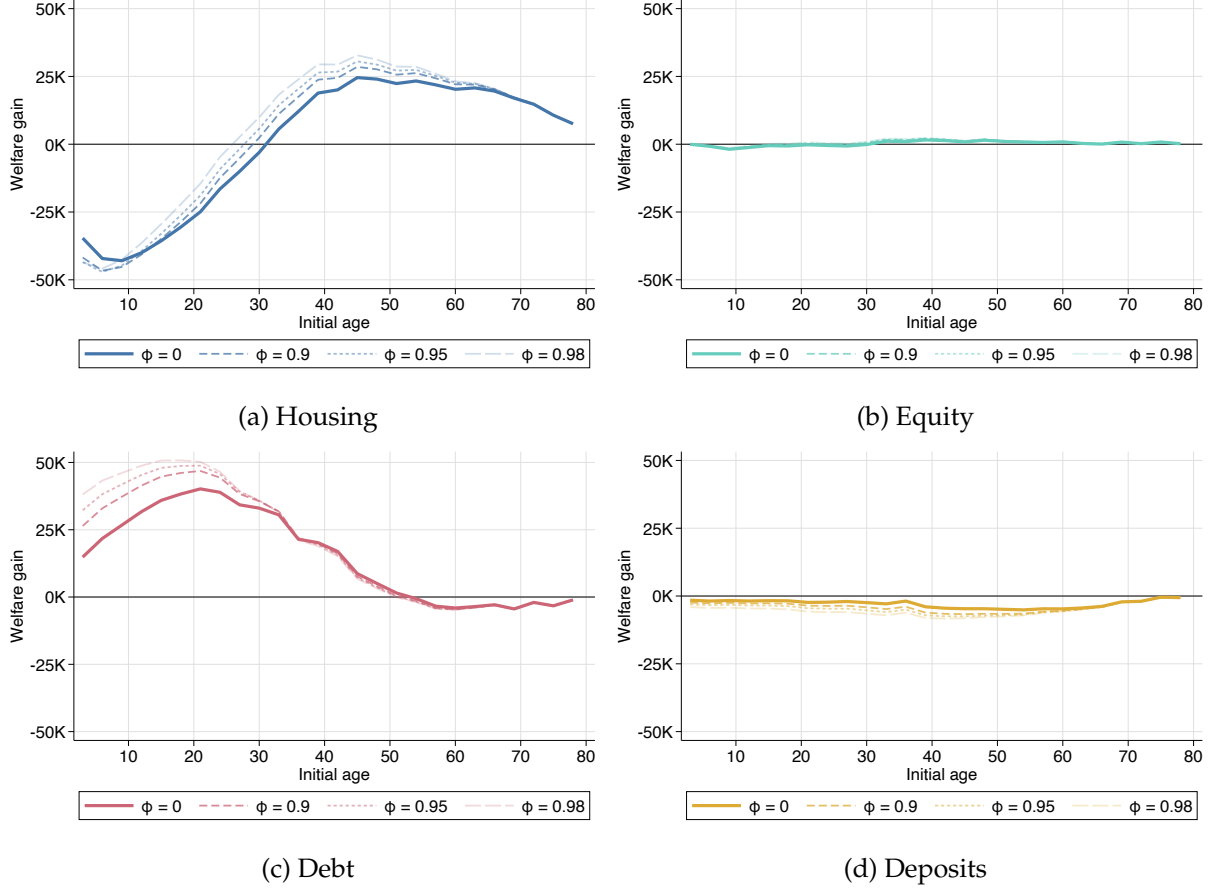 50K
25K
0K
-25K
-50K
Welfare gain
10 20 30 40 50 60 70 80
Initial age
ϕ = 0 ϕ = 0.9 ϕ = 0.95 ϕ = 0.98
(a) Housing
50K
25K
0K
-25K
-50K
Welfare gain
10 20 30 40 50 60 70 80
Initial age
ϕ = 0 ϕ = 0.9 ϕ = 0.95 ϕ = 0.98
(b) Equity
50K
25K
0K
-25K
-50K
Welfare gain
10 20 30 40 50 60 70 80
Initial age
ϕ = 0 ϕ = 0.9 ϕ = 0.95 ϕ = 0.98
(c) Debt
50K
25K
0K
-25K
-50K
Welfare gain
10 20 30 40 50 60 70 80
Initial age
ϕ = 0 ϕ = 0.9 ϕ = 0.95 ϕ = 0.98
(d) Deposits